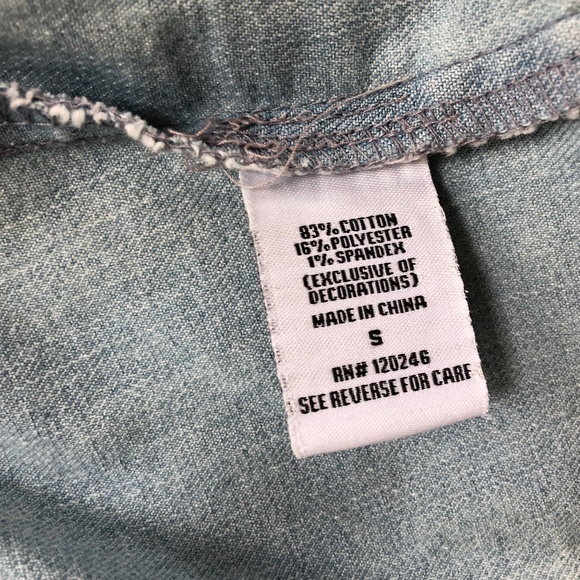 83% COTTON
16% POLYESTER
1% SPANDEX
(EXCLUSIVE OF
DECORATIONS)
MADE IN CHINA
S
RN# 120246
SEE REVERSE FOR CARE